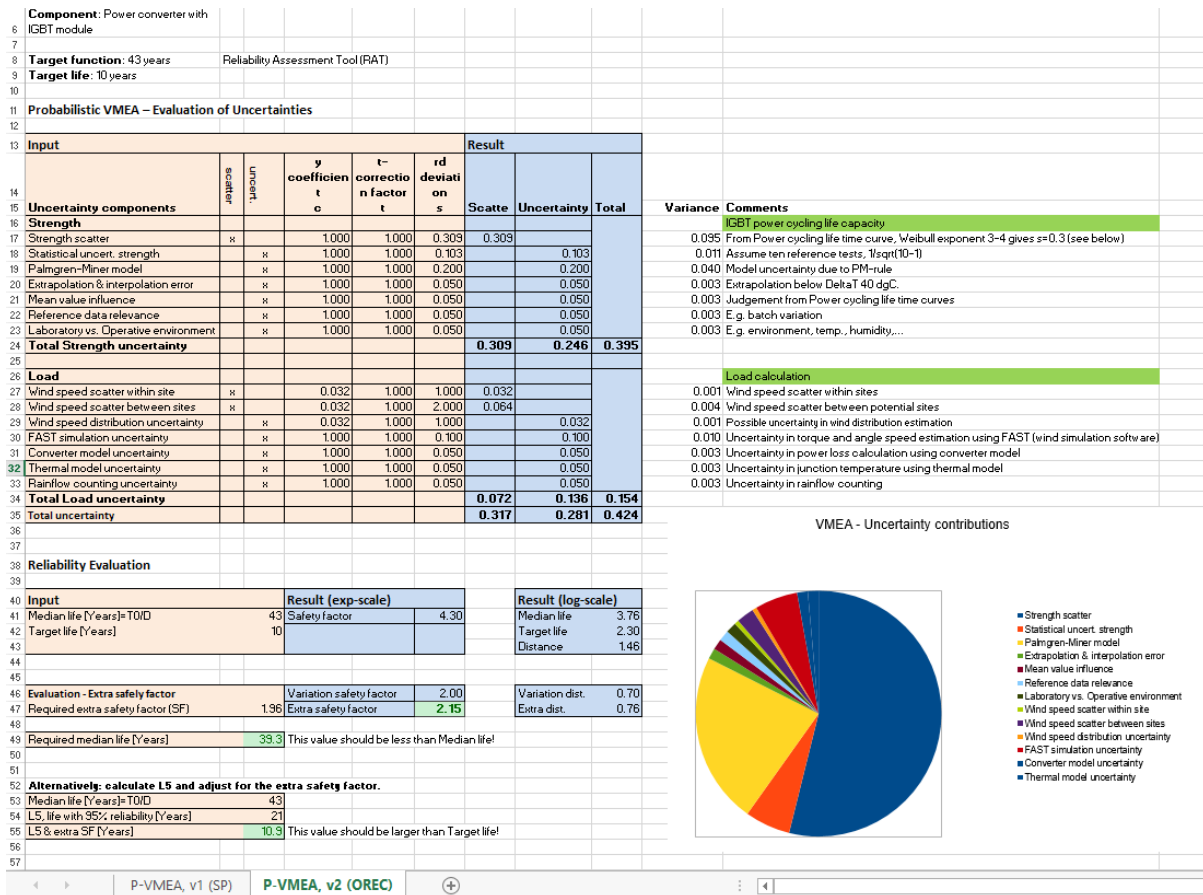 Component: Power converter with
6 IGBT module
7
8 Target function: 43 years Reliability Assessment Tool (RAT)
9 Target life: 10 years
10
11 Probabilistic VMEA – Evaluation of Uncertainties
12
13 Input Result
14 scatter uncert. y coefficien t t- correctio n factor rd deviati on
15 Uncertainty components c t s Scatte Uncertainty Total Variance Comments
16 Strength IGBT power cycling life capacity
17 Strength scatter x 1.000 1.000 0.309 0.309 0.095 From Power cycling life time curve, Weibull exponent 3-4 gives s=0.3 (see below)
18 Statistical uncert. strength x 1.000 1.000 0.103 0.103 0.011 Assume ten reference tests, 1/sqrt(10-1)
19 Palmgren-Miner model x 1.000 1.000 0.200 0.200 0.040 Model uncertainty due to PM-rule
20 Extrapolation & interpolation error x 1.000 1.000 0.050 0.050 0.003 Extrapolation below DeltaT 40 dgC.
21 Mean value influence x 1.000 1.000 0.050 0.050 0.003 Judgement from Power cycling life time curves
22 Reference data relevance x 1.000 1.000 0.050 0.050 0.003 E.g. batch variation
23 Laboratory vs. Operative environment x 1.000 1.000 0.050 0.050 0.003 E.g. environment, temp., humidity,...
24 Total Strength uncertainty 0.309 0.246 0.395
25
26 Load Load calculation
27 Wind speed scatter within site x 0.032 1.000 1.000 0.032 0.001 Wind speed scatter within sites
28 Wind speed scatter between sites x 0.032 1.000 2.000 0.064 0.004 Wind speed scatter between potential sites
29 Wind speed distribution uncertainty x 0.032 1.000 1.000 0.032 0.001 Possible uncertainty in wind distribution estimation
30 FAST simulation uncertainty x 1.000 1.000 0.100 0.100 0.010 Uncertainty in torque and angle speed estimation using FAST (wind simulation software)
31 Converter model uncertainty x 1.000 1.000 0.050 0.050 0.003 Uncertainty in power loss calculation using converter model
32 Thermal model uncertainty x 1.000 1.000 0.050 0.050 0.003 Uncertainty in junction temperature using thermal model
33 Rainflow counting uncertainty x 1.000 1.000 0.050 0.050 0.003 Uncertainty in rainflow counting
34 Total Load uncertainty 0.072 0.136 0.154
35 Total uncertainty 0.317 0.281 0.424
36
37
38 Reliability Evaluation
39
40 Input Result (exp-scale) Result (log-scale)
41 Median life [Years]=T0/D 43 Safety factor 4.30 Median life 3.76
42 Target life [Years] 10 Target life 2.30
43 Distance 1.46
44
45
46 Evaluation - Extra safely factor Variation safety factor 2.00 Variation dist. 0.70
47 Required extra safety factor (SF) 1.96 Extra safety factor 2.15 Extra dist. 0.76
48
49 Required median life [Years] 39.3 This value should be less than Median life!
50
51
52 Alternatively: calculate L5 and adjust for the extra safety factor.
53 Median life [Years]=T0/D 43
54 L5, life with 95% reliability [Years] 21
55 L5 & extra SF [Years] 10.9 This value should be larger than Target life!
56
57
VMEA - Uncertainty contributions
Strength scatter
Statistical uncert. strength
Palmgren-Miner model
Extrapolation & interpolation error
Mean value influence
Reference data relevance
Laboratory vs. Operative environment
Wind speed scatter within site
Wind speed scatter between sites
Wind speed distribution uncertainty
FAST simulation uncertainty
Converter model uncertainty
Thermal model uncertainty
P-VMEA, v1 (SP) P-VMEA, v2 (OREC)